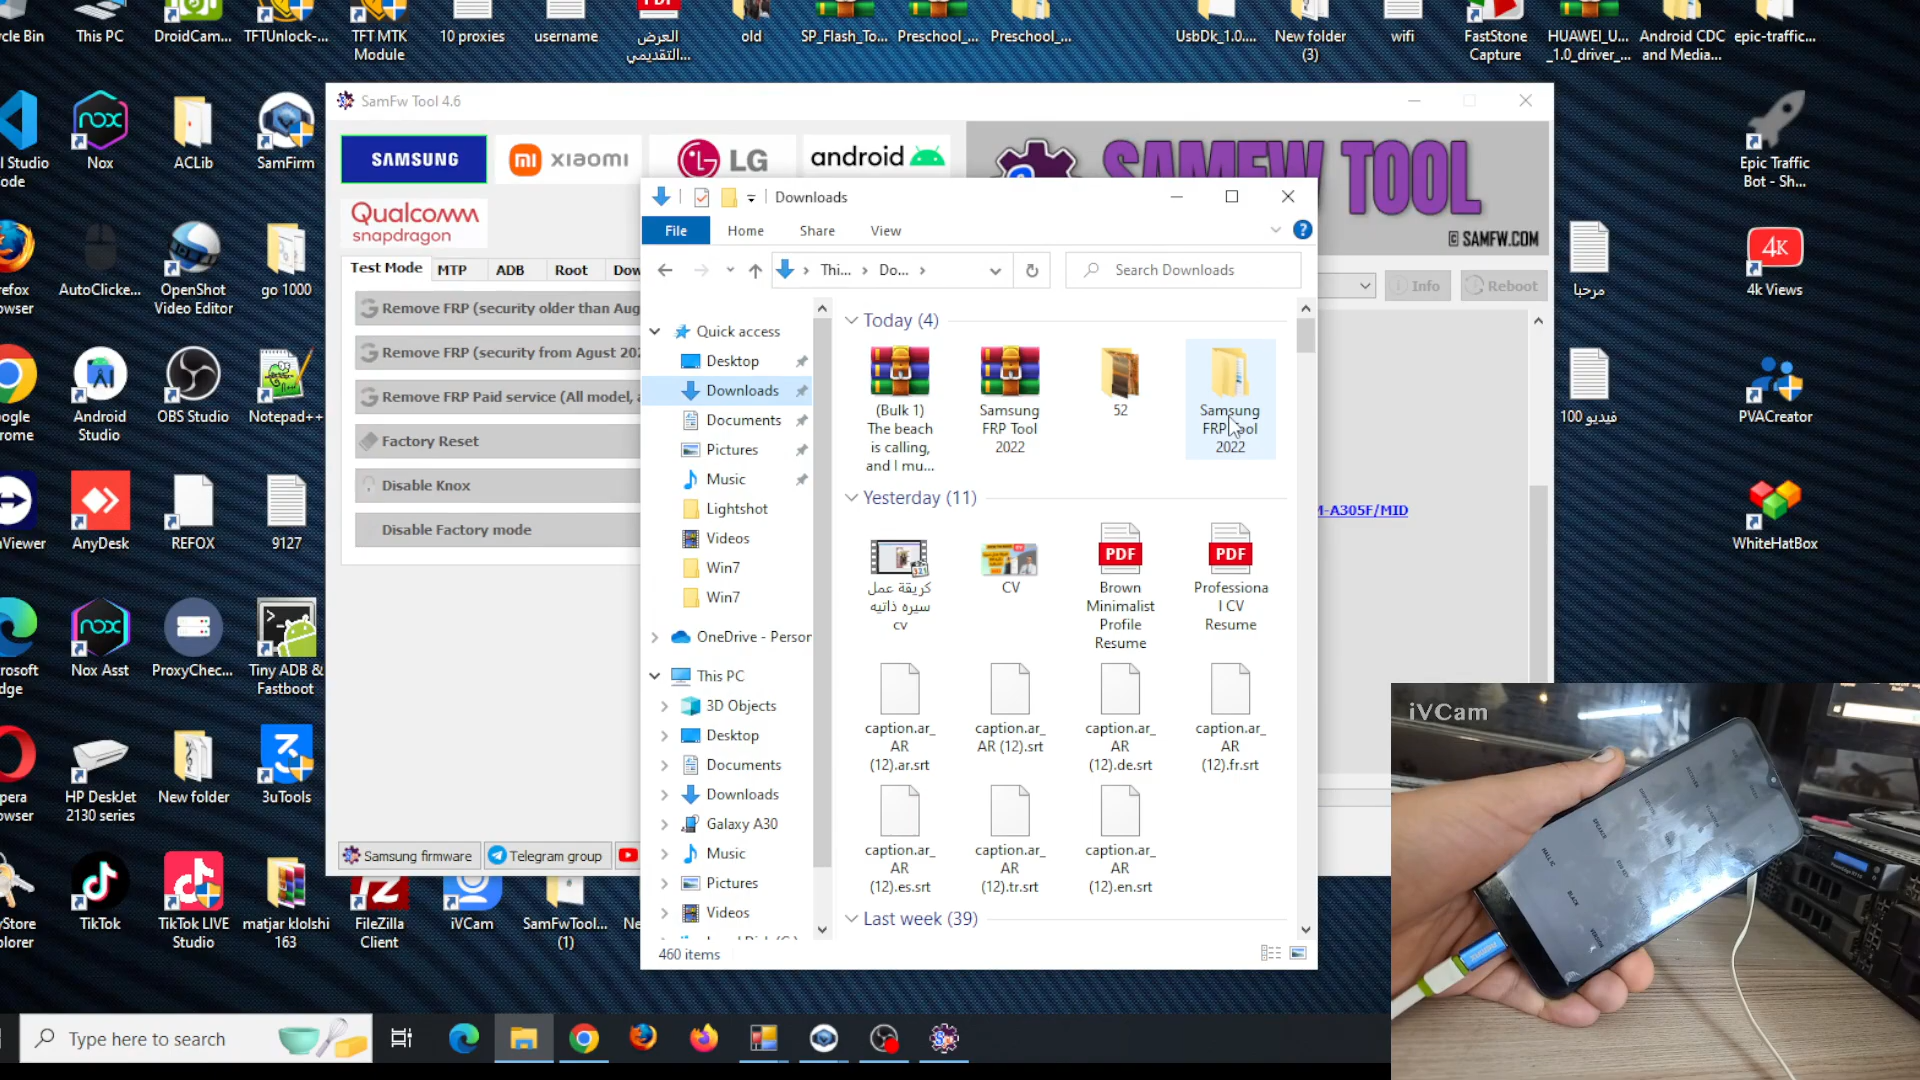 cle Bin
This PC
DroidCam...
TFTUnlock-...
TFT MTK
Module
10 proxies
username
العرض
التقديمي...
old
SP_Flash_To...
Preschool_...
Preschool_...
UsbDk_1.0....
New folder
(3)
wifi
FastStone
Capture
HUAWEI_U...
_1.0_driver_...
Android CDC
and Media...
epic-traffic...
l Studio
ode
Nox
ACLib
SamFirm
refox
owser
AutoClicke...
OpenShot
Video Editor
go 1000
ogle
rome
Android
Studio
OBS Studio
Notepad++
mViewer
AnyDesk
REFOX
9127
rosoft
dge
Nox Asst
ProxyChec...
Tiny ADB &
Fastboot
pera
owser
HP DeskJet
2130 series
New folder
3uTools
yStore
plorer
TikTok
TikTok LIVE
Studio
matjar klolshi
163
FileZilla
Client
iVCam
SamFwTool...
(1)
Ne
Epic Traffic
Bot - Sh...
مرحبا
4K
4k Views
فيديو 100
PVACreator
WhiteHatBox
SamFw Tool 4.6
SAMSUNG
mi xiaomi
LG
android
Qualcomm
snapdragon
SAMFW TOOL
© SAMFW.COM
Test Mode
MTP
ADB
Root
Dow
Info
Reboot
Remove FRP (security older than Aug
Remove FRP (security from Agust 202
Remove FRP Paid service (All model, a
Factory Reset
Disable Knox
Disable Factory mode
M-A305F/MID
Samsung firmware
Telegram group
Downloads
File
Home
Share
View
Thi...
Do...
Search Downloads
Quick access
Desktop
Downloads
Documents
Pictures
Music
Lightshot
Videos
Win7
Win7
OneDrive - Person
This PC
3D Objects
Desktop
Documents
Downloads
Galaxy A30
Music
Pictures
Videos
Today (4)
(Bulk 1)
The beach
is calling,
and I mu...
Samsung
FRP Tool
2022
52
Samsung
FRP Tool
2022
Yesterday (11)
كريقة عمل
سيره ذاتيه
cv
CV
PDF
Brown
Minimalist
Profile
Resume
PDF
Professiona
l CV
Resume
caption.ar_
AR
(12).ar.srt
caption.ar_
AR (12).srt
caption.ar_
AR
(12).de.srt
caption.ar_
AR
(12).fr.srt
caption.ar_
AR
(12).es.srt
caption.ar_
AR
(12).tr.srt
caption.ar_
AR
(12).en.srt
Last week (39)
460 items
iVCam
Type here to search